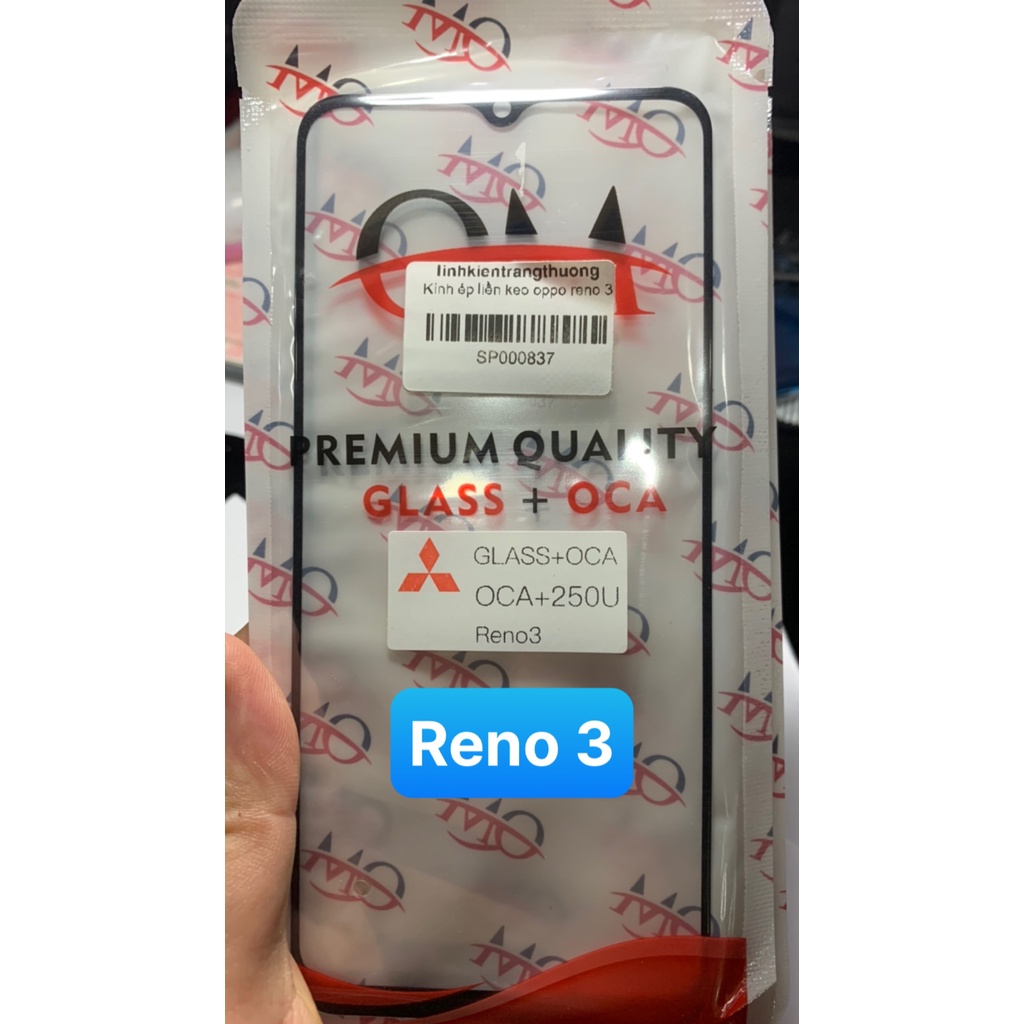 OM
linhkientrangthuong
Kính ép liền keo oppo reno 3
SP000837
PREMIUM QUALITY
GLASS + OCA
GLASS+OCA
OCA+250U
Reno3
Reno 3